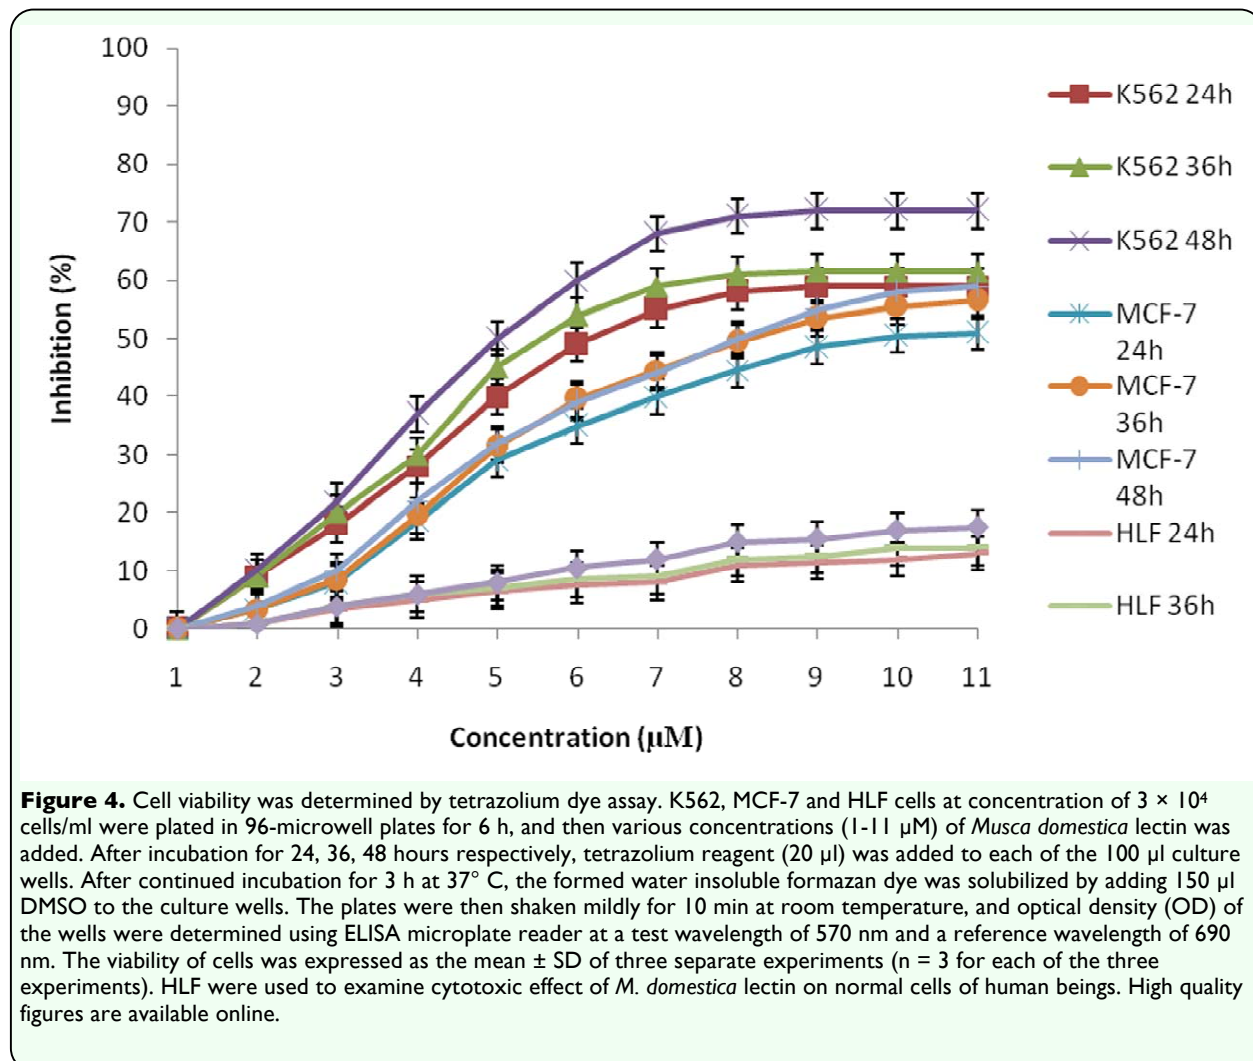 100
90
80
70
60
50
40
30
20
10
0
Inhibition (%)
1 2 3 4 5 6 7 8 9 10 11
Concentration (μM)
K562 24h
K562 36h
K562 48h
MCF-7
24h
MCF-7
36h
MCF-7
48h
HLF 24h
HLF 36h
Figure 4. Cell viability was determined by tetrazolium dye assay. K562, MCF-7 and HLF cells at concentration of 3 × 10⁴
cells/ml were plated in 96-microwell plates for 6 h, and then various concentrations (1-11 μM) of Musca domestica lectin was
added. After incubation for 24, 36, 48 hours respectively, tetrazolium reagent (20 μl) was added to each of the 100 μl culture
wells. After continued incubation for 3 h at 37° C, the formed water insoluble formazan dye was solubilized by adding 150 μl
DMSO to the culture wells. The plates were then shaken mildly for 10 min at room temperature, and optical density (OD) of
the wells were determined using ELISA microplate reader at a test wavelength of 570 nm and a reference wavelength of 690
nm. The viability of cells was expressed as the mean ± SD of three separate experiments (n = 3 for each of the three
experiments). HLF were used to examine cytotoxic effect of M. domestica lectin on normal cells of human beings. High quality
figures are available online.